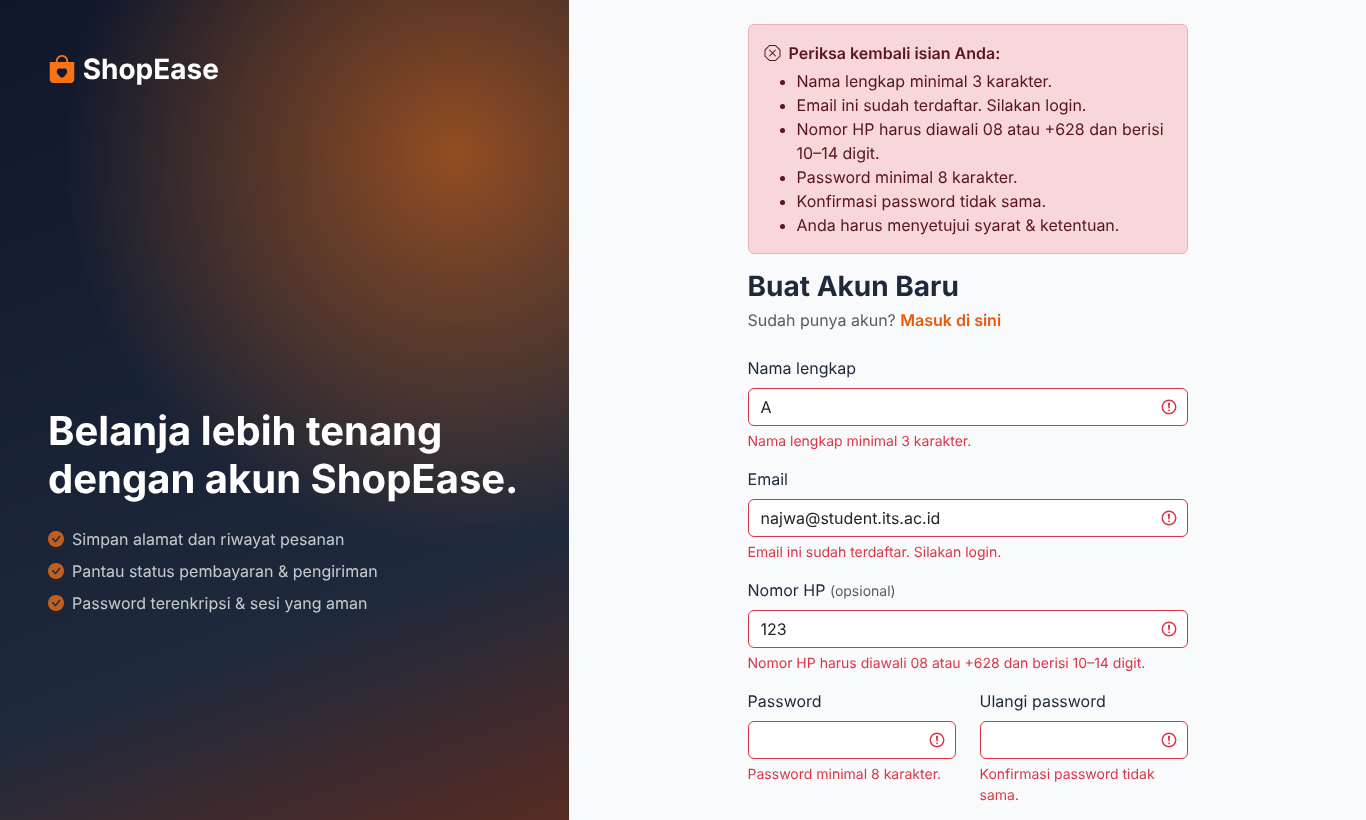 ShopEase
Belanja lebih tenang
dengan akun ShopEase.
Simpan alamat dan riwayat pesanan
Pantau status pembayaran & pengiriman
Password terenkripsi & sesi yang aman
Periksa kembali isian Anda:
Nama lengkap minimal 3 karakter.
Email ini sudah terdaftar. Silakan login.
Nomor HP harus diawali 08 atau +628 dan berisi
10–14 digit.
Password minimal 8 karakter.
Konfirmasi password tidak sama.
Anda harus menyetujui syarat & ketentuan.
Buat Akun Baru
Sudah punya akun? Masuk di sini
Nama lengkap
A
Nama lengkap minimal 3 karakter.
Email
najwa@student.its.ac.id
Email ini sudah terdaftar. Silakan login.
Nomor HP (opsional)
123
Nomor HP harus diawali 08 atau +628 dan berisi 10–14 digit.
Password
Password minimal 8 karakter.
Ulangi password
Konfirmasi password tidak
sama.